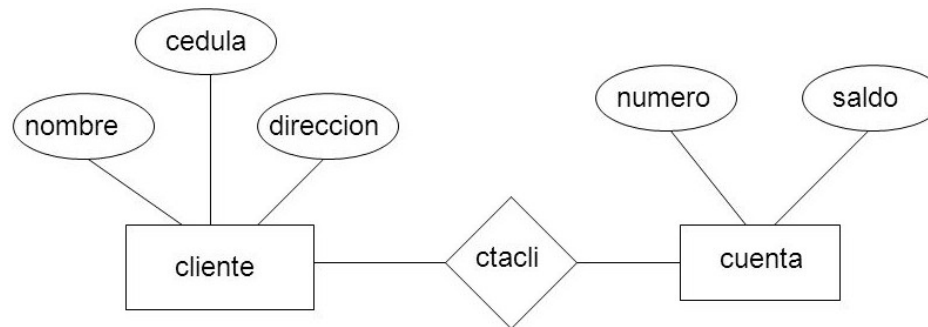 cedula
nombre
direccion
numero
saldo
cliente
ctacli
cuenta